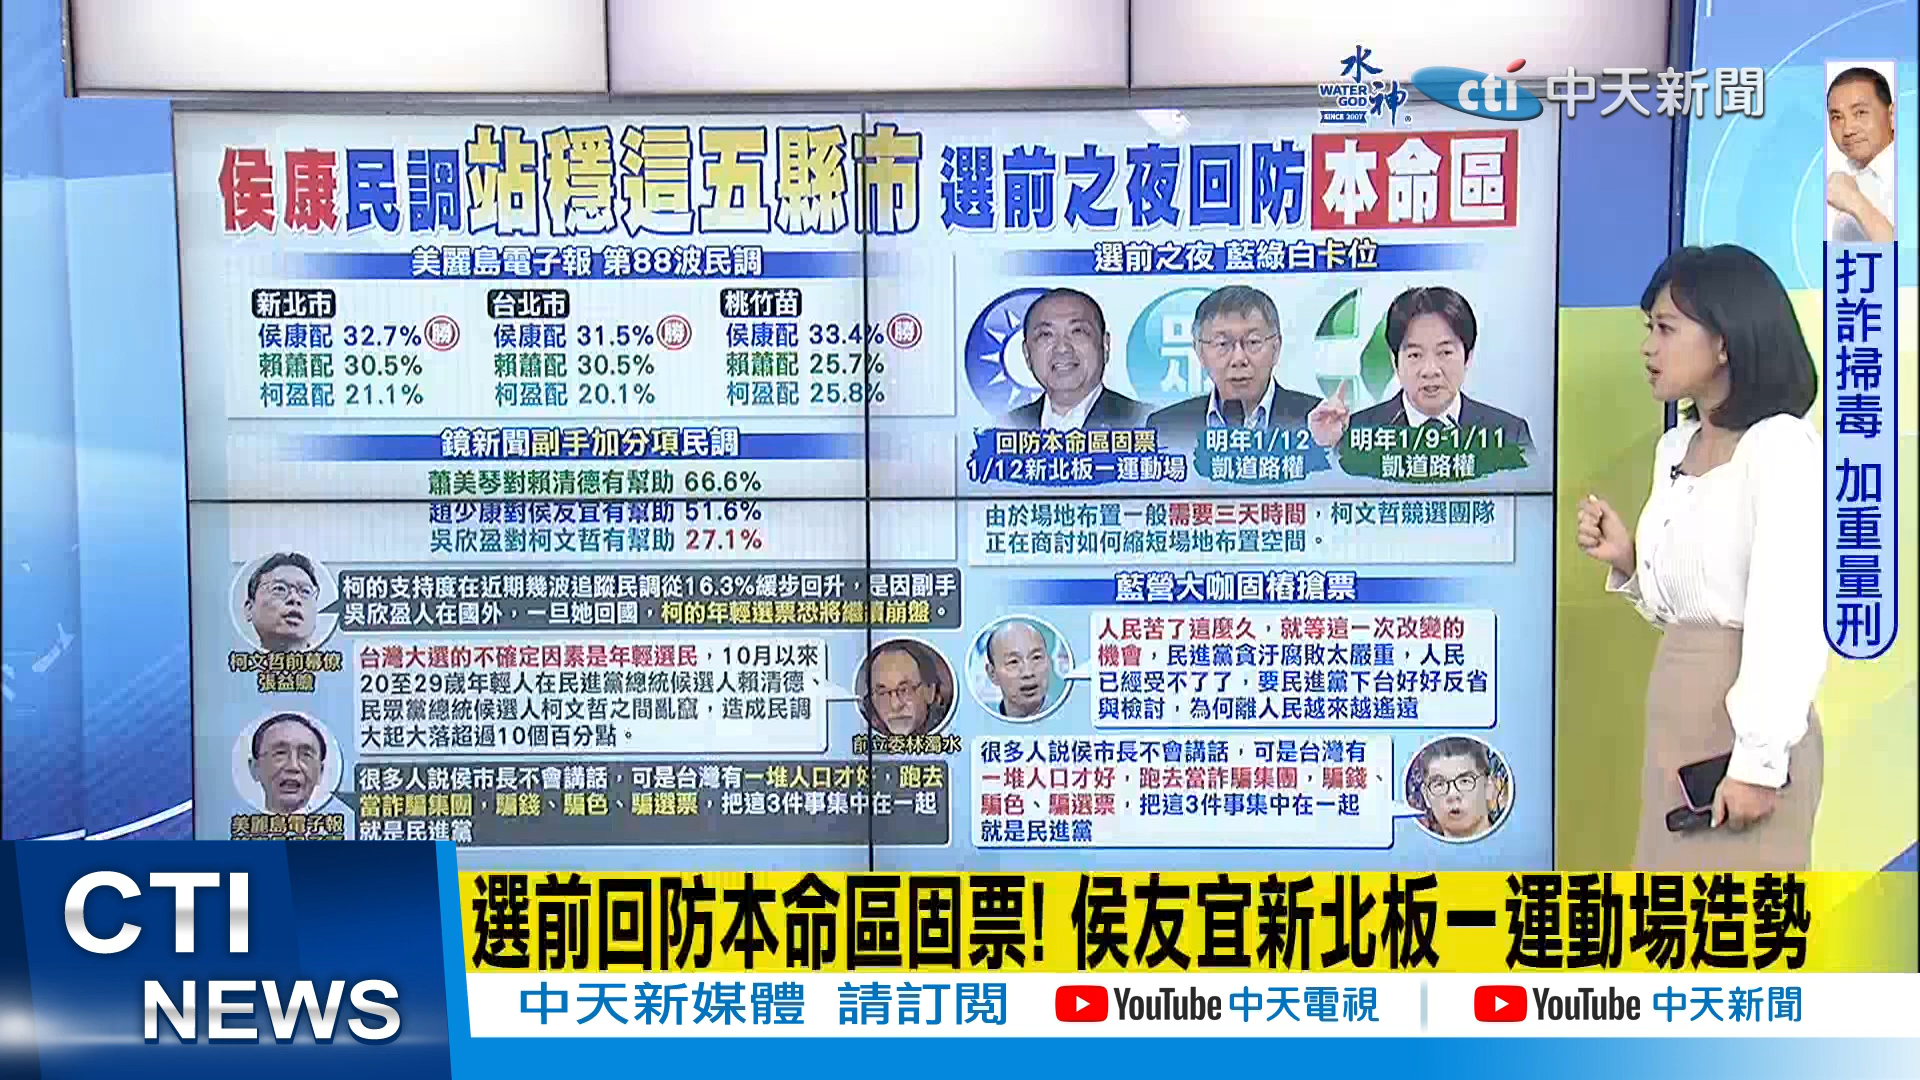 水神
WATER GOD
SINCE 2007
cti 中天新聞
侯康民調站穩這五縣市 選前之夜回防本命區
美麗島電子報 第88波民調
新北市
侯康配 32.7% 勝
賴蕭配 30.5%
柯盈配 21.1%
台北市
侯康配 31.5% 勝
賴蕭配 30.5%
柯盈配 20.1%
桃竹苗
侯康配 33.4% 勝
賴蕭配 25.7%
柯盈配 25.8%
鏡新聞副手加分項民調
蕭美琴對賴清德有幫助 66.6%
趙少康對侯友宜有幫助 51.6%
吳欣盈對柯文哲有幫助 27.1%
柯的支持度在近期幾波追蹤民調從16.3%緩步回升，是因副手
吳欣盈人在國外，一旦她回國，柯的年輕選票恐將繼續崩盤。
柯文哲前幕僚
張益贍
台灣大選的不確定因素是年輕選民，10月以來
20至29歲年輕人在民進黨總統候選人賴清德、
民眾黨總統候選人柯文哲之間亂竄，造成民調
大起大落超過10個百分點。
前立委林濁水
很多人說侯市長不會講話，可是台灣有一堆人口才好，跑去
當詐騙集團，騙錢、騙色、騙選票，把這3件事集中在一起
就是民進黨
美麗島電子報
選前之夜 藍綠白卡位
回防本命區固票
1/12新北板一運動場
明年1/12
凱道路權
明年1/9-1/11
凱道路權
由於場地布置一般需要三天時間，柯文哲競選團隊
正在商討如何縮短場地布置空間。
藍營大咖固樁搶票
人民苦了這麼久，就等這一次改變的
機會，民進黨貪汙腐敗太嚴重，人民
已經受不了了，要民進黨下台好好反省
與檢討，為何離人民越來越遙遠
很多人說侯市長不會講話，可是台灣有
一堆人口才好，跑去當詐騙集團，騙錢、
騙色、騙選票，把這3件事集中在一起
就是民進黨
打詐掃毒 加重量刑
CTI NEWS
選前回防本命區固票! 侯友宜新北板一運動場造勢
中天新媒體 請訂閱 YouTube 中天電視 | YouTube 中天新聞